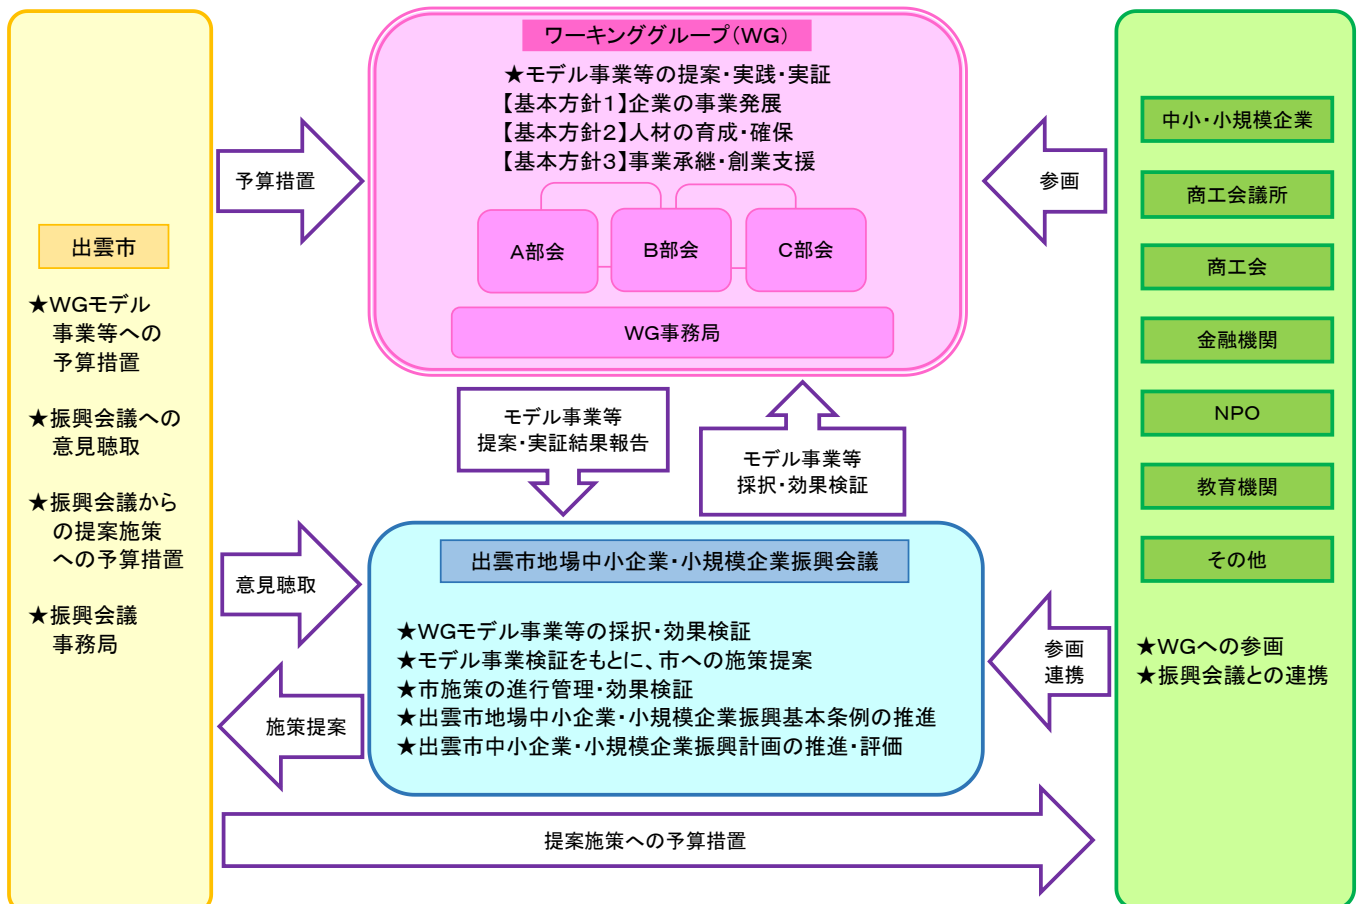 出雲市
★WGモデル
事業等への
予算措置
★振興会議への
意見聴取
★振興会議から
の提案施策
への予算措置
★振興会議
事務局
予算措置
意見聴取
施策提案
ワーキンググループ(WG)
★モデル事業等の提案・実践・実証
【基本方針1】企業の事業発展
【基本方針2】人材の育成・確保
【基本方針3】事業承継・創業支援
A部会
B部会
C部会
WG事務局
モデル事業等
提案・実証結果報告
モデル事業等
採択・効果検証
出雲市地場中小企業・小規模企業振興会議
★WGモデル事業等の採択・効果検証
★モデル事業検証をもとに、市への施策提案
★市施策の進行管理・効果検証
★出雲市地場中小企業・小規模企業振興基本条例の推進
★出雲市中小企業・小規模企業振興計画の推進・評価
提案施策への予算措置
参画
参画
連携
中小・小規模企業
商工会議所
商工会
金融機関
NPO
教育機関
その他
★WGへの参画
★振興会議との連携